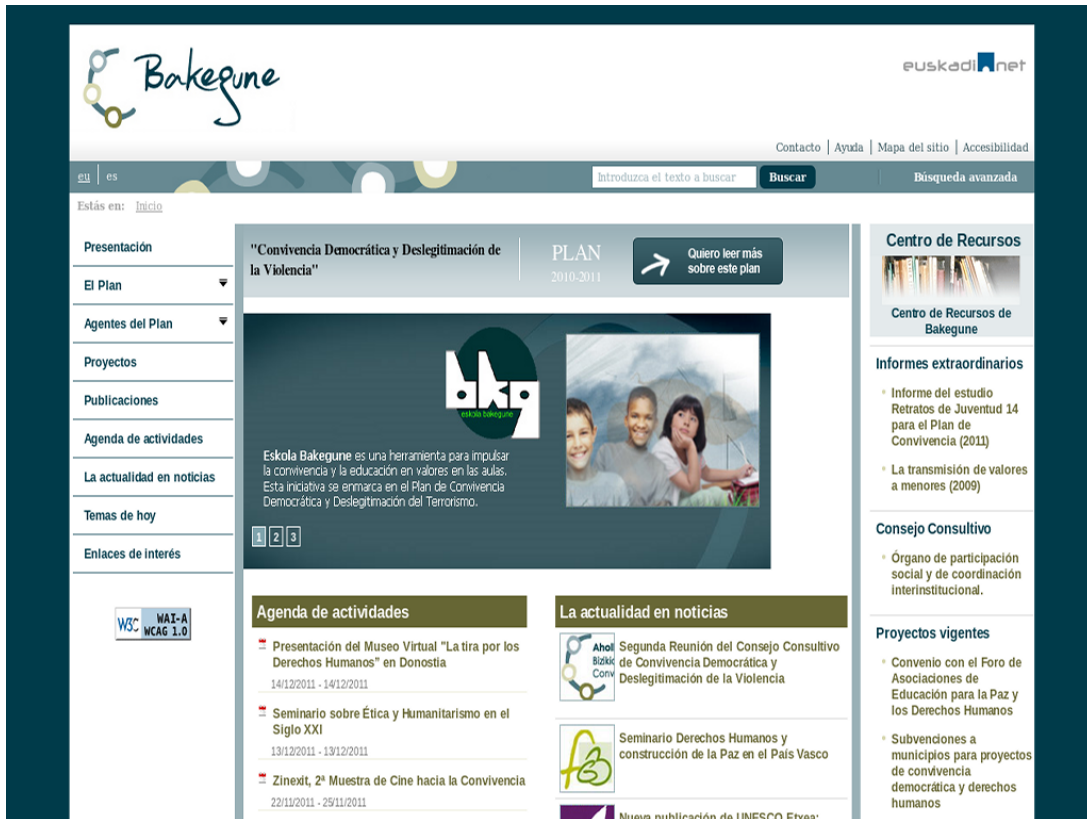 Bakegune
euskadi net
Contacto | Ayuda | Mapa del sitio | Accesibilidad
eu | es
Introduzca el texto a buscar
Buscar
Búsqueda avanzada
Estás en: Inicio
Presentación
El Plan
Agentes del Plan
Proyectos
Publicaciones
Agenda de actividades
La actualidad en noticias
Temas de hoy
Enlaces de interés
W3C WAI-A
WCAG 1.0
"Convivencia Democrática y Deslegitimación de
la Violencia"
PLAN
2010-2011
Quiero leer más
sobre este plan
bkg
eskola bakegune
Eskola Bakegune es una herramienta para impulsar
la convivencia y la educación en valores en las aulas.
Esta iniciativa se enmarca en el Plan de Convivencia
Democrática y Deslegitimación del Terrorismo.
1 2 3
Agenda de actividades
Presentación del Museo Virtual "La tira por los
Derechos Humanos" en Donostia
14/12/2011 - 14/12/2011
Seminario sobre Ética y Humanitarismo en el
Siglo XXI
13/12/2011 - 13/12/2011
Zinexit, 2ª Muestra de Cine hacia la Convivencia
22/11/2011 - 25/11/2011
La actualidad en noticias
Ahol
Bizikid
Conv
Segunda Reunión del Consejo Consultivo
de Convivencia Democrática y
Deslegitimación de la Violencia
Seminario Derechos Humanos y
construcción de la Paz en el País Vasco
Nueva publicación de UNESCO Etxea:
Centro de Recursos
Centro de Recursos de
Bakegune
Informes extraordinarios
Informe del estudio
Retratos de Juventud 14
para el Plan de
Convivencia (2011)
La transmisión de valores
a menores (2009)
Consejo Consultivo
Órgano de participación
social y de coordinación
interinstitucional.
Proyectos vigentes
Convenio con el Foro de
Asociaciones de
Educación para la Paz y
los Derechos Humanos
Subvenciones a
municipios para proyectos
de convivencia
democrática y derechos
humanos